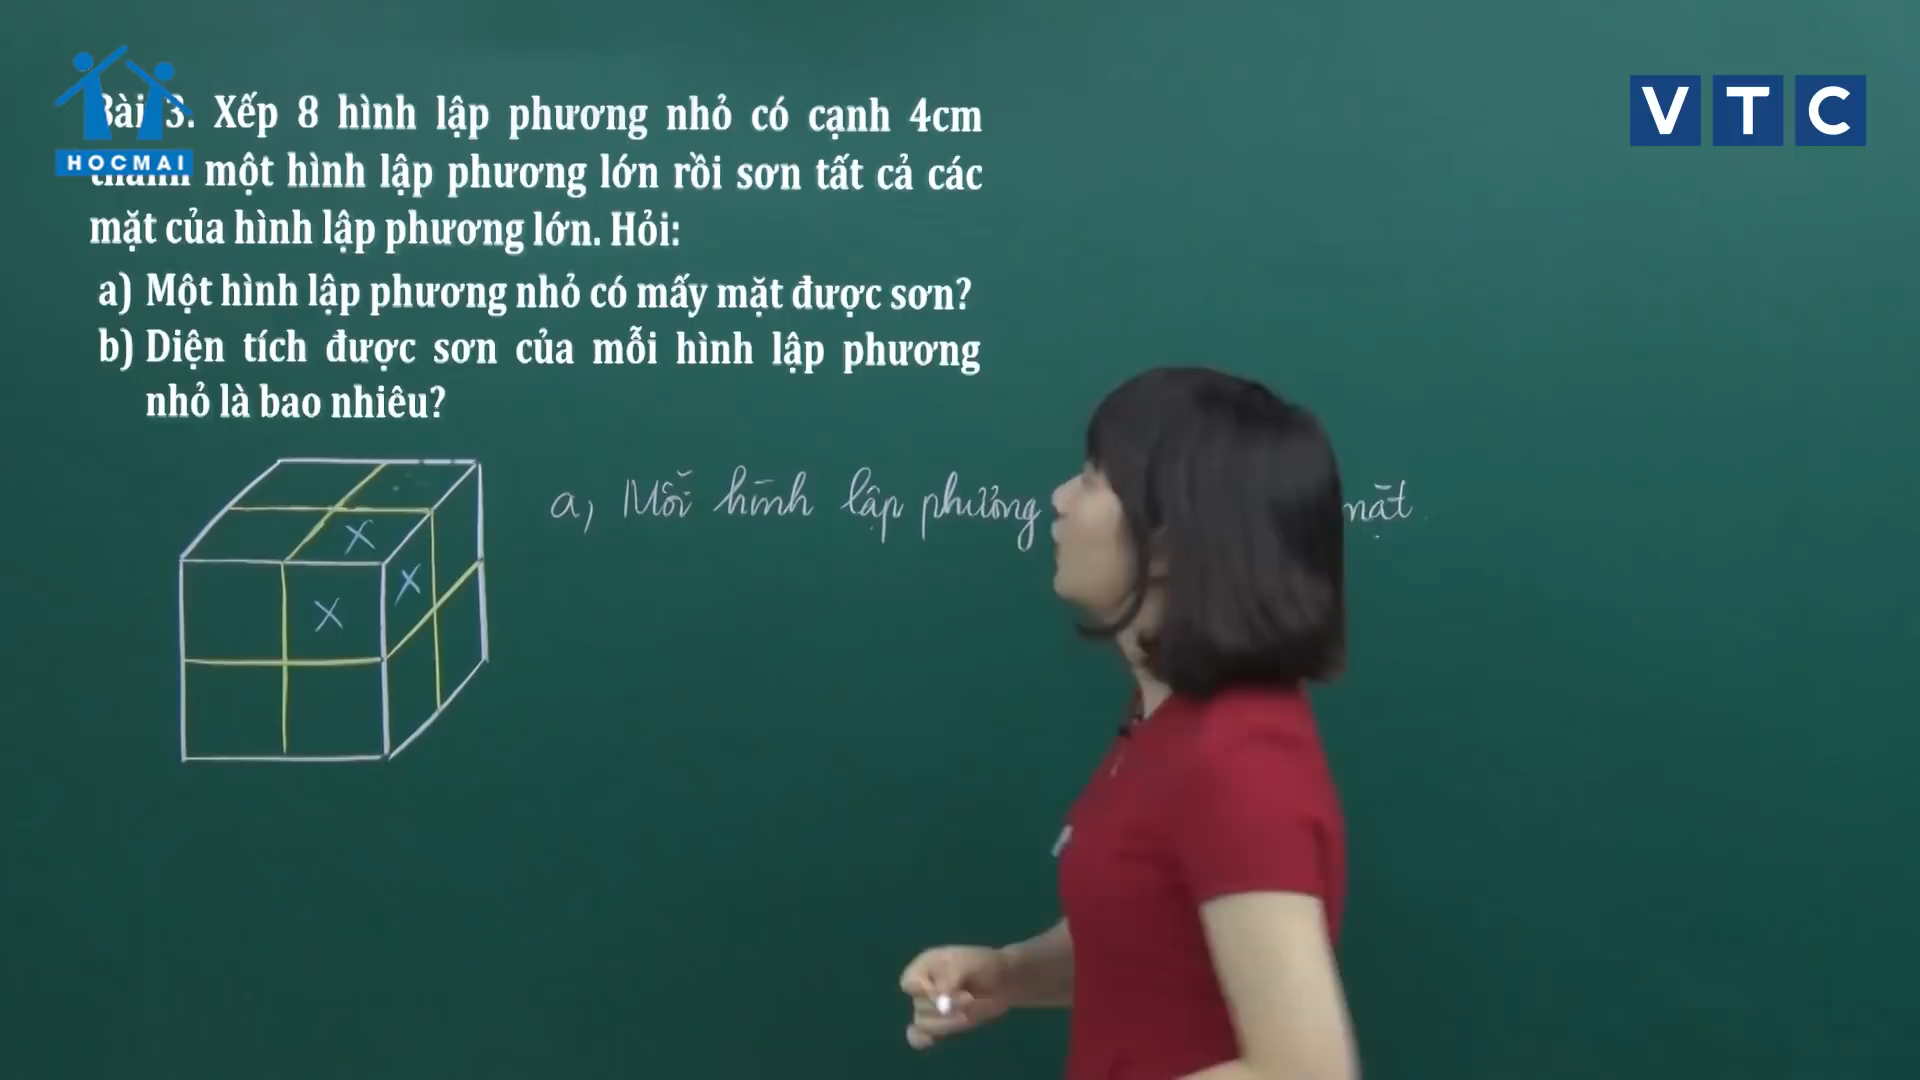 HOCMAI
VTC
Bài 3. Xếp 8 hình lập phương nhỏ có cạnh 4cm
thành một hình lập phương lớn rồi sơn tất cả các
mặt của hình lập phương lớn. Hỏi:
a) Một hình lập phương nhỏ có mấy mặt được sơn?
b) Diện tích được sơn của mỗi hình lập phương
nhỏ là bao nhiêu?
a, Mỗi hình lập phương mặt
X
X
X